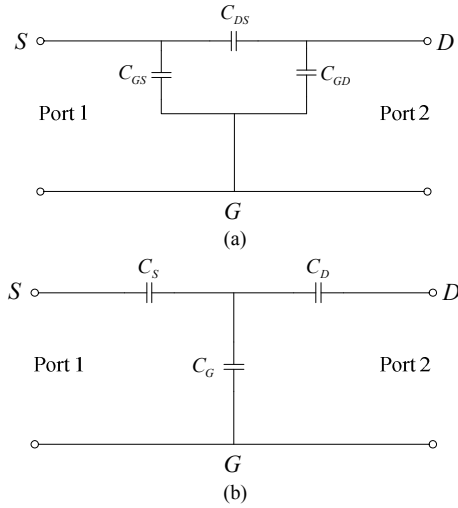 C_DS
S D
C_GS C_GD
Port 1 Port 2
G
(a)
C_S C_D
S D
Port 1 C_G Port 2
G
(b)